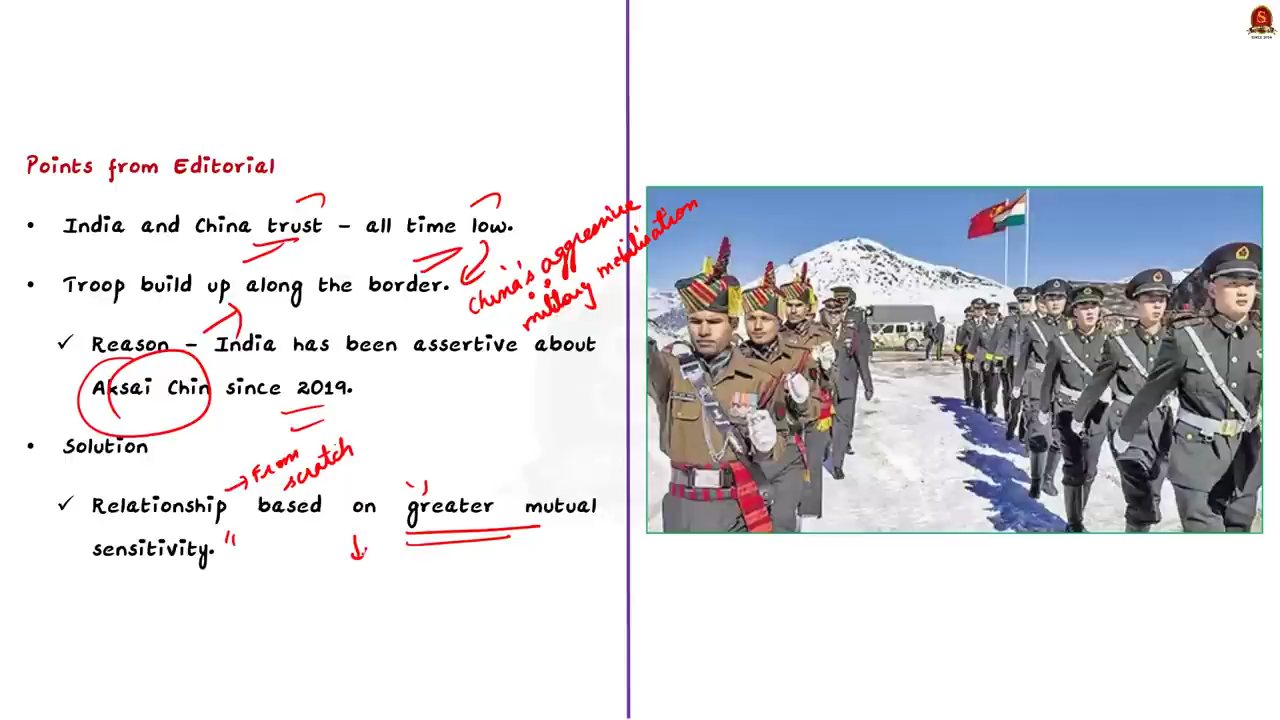 Points from Editorial
• India and China trust – all time low.
China's aggressive
military mobilisation
• Troop build up along the border.
✓ Reason – India has been assertive about
Aksai Chin since 2019.
• Solution
→ From
scratch
✓ Relationship based on "greater mutual
sensitivity."
S
SINCE 2004